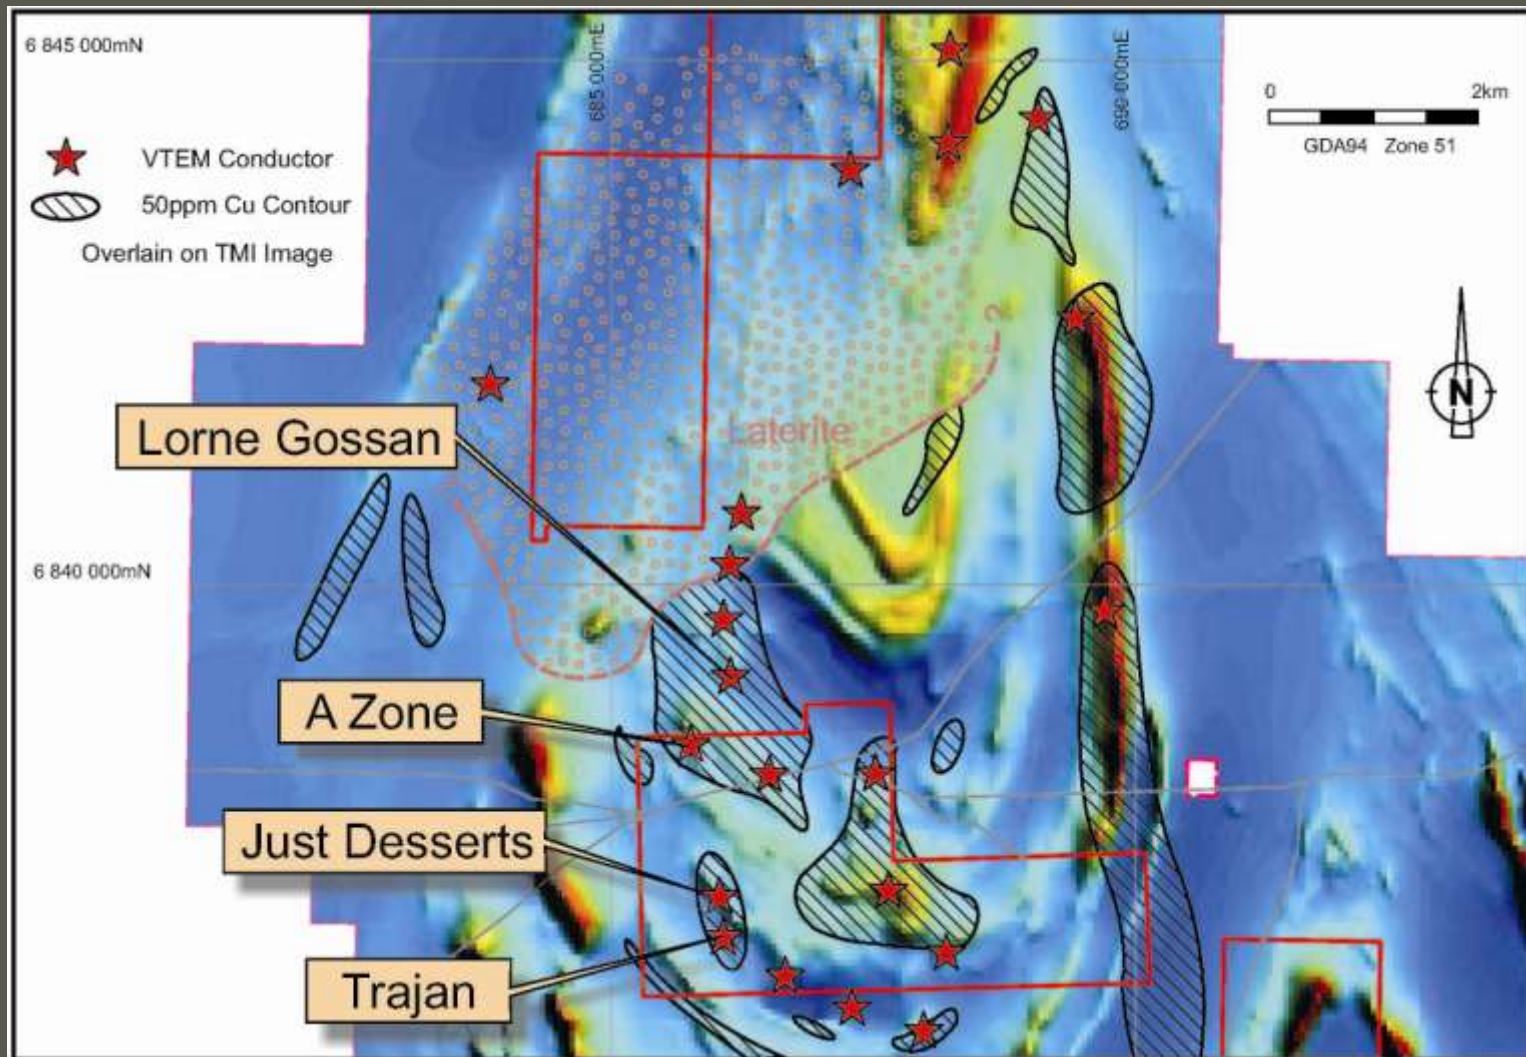 6 845 000mN
685 000mE
690 000mE
0 2km
GDA94 Zone 51
VTEM Conductor
50ppm Cu Contour
Overlain on TMI Image
N
2
Lorne Gossan
Laterite
6 840 000mN
A Zone
Just Desserts
Trajan